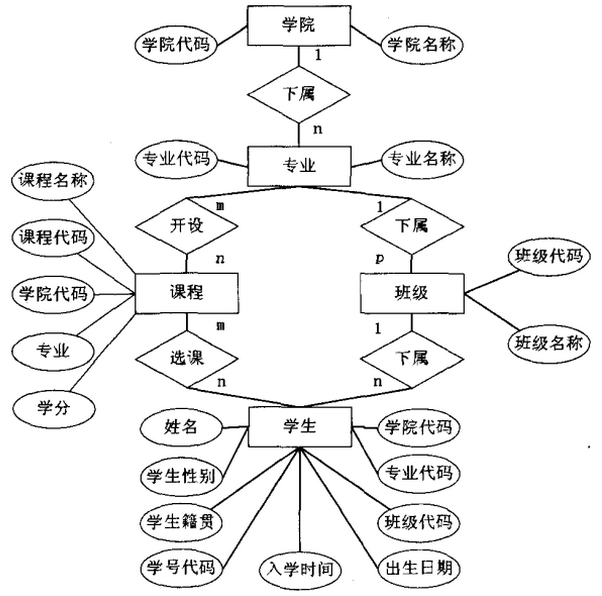 学院
学院代码
学院名称
1
下属
n
专业代码
专业
专业名称
课程名称
m
1
开设
下属
课程代码
n
p
班级代码
学院代码
课程
班级
m
1
班级名称
专业
选课
下属
n
n
学分
姓名
学生
学院代码
学生性别
专业代码
学生籍贯
班级代码
学号代码
入学时间
出生日期